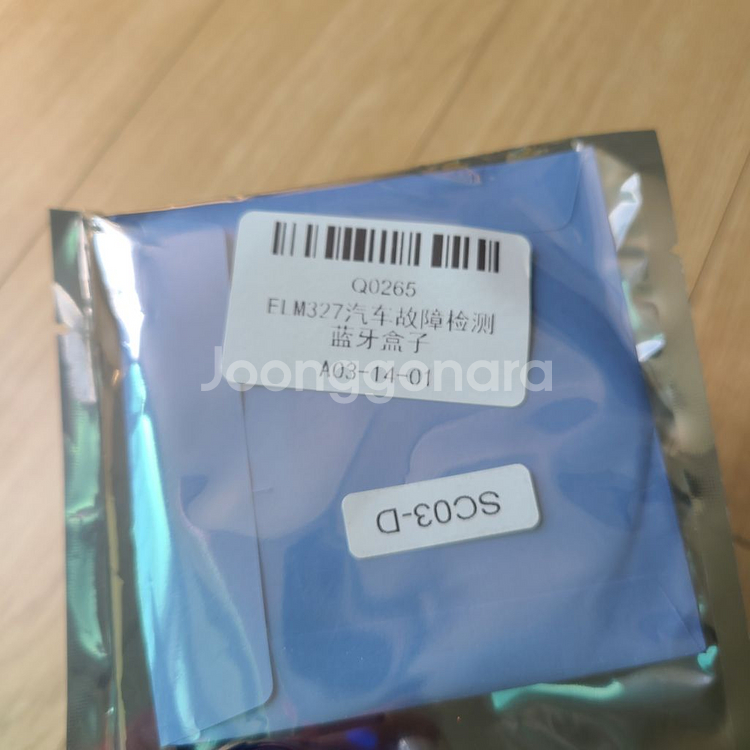 Q0265
ELM327汽车故障检测
蓝牙盒子
A03-14-01
Joonggonara
SC03-D